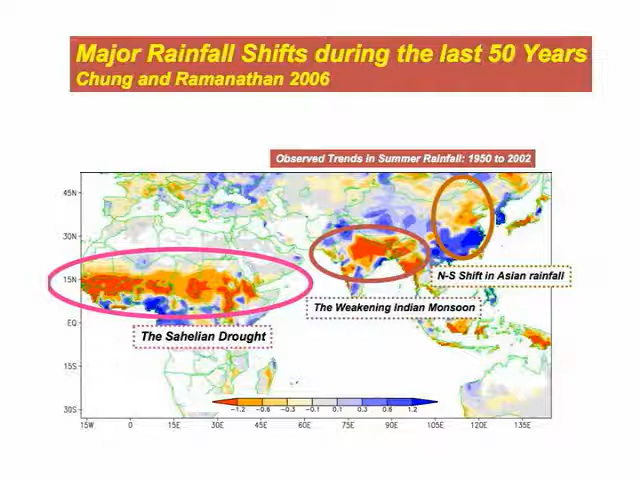 Major Rainfall Shifts during the last 50 Years
Chung and Ramanathan 2006
Observed Trends in Summer Rainfall: 1950 to 2002
45N
30N
15N
EQ
15S
30S
N-S Shift in Asian rainfall
The Weakening Indian Monsoon
The Sahelian Drought
-1.2 -0.6 -0.3 -0.1 0.1 0.3 0.6 1.2
15W 0 15E 30E 45E 60E 75E 90E 105E 120E 135E